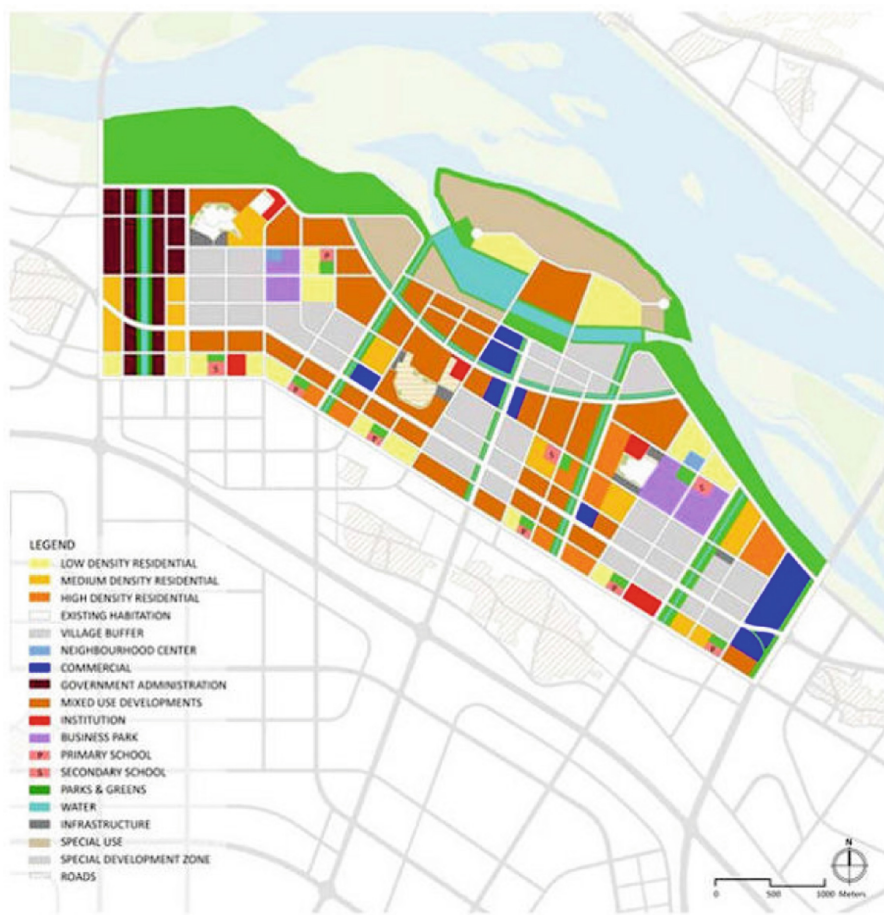 P
S
P
P
S
S
P
P
P
LEGEND
LOW DENSITY RESIDENTIAL
MEDIUM DENSITY RESIDENTIAL
HIGH DENSITY RESIDENTIAL
EXISTING HABITATION
VILLAGE BUFFER
NEIGHBOURHOOD CENTER
COMMERCIAL
GOVERNMENT ADMINISTRATION
MIXED USE DEVELOPMENTS
INSTITUTION
BUSINESS PARK
P PRIMARY SCHOOL
S SECONDARY SCHOOL
PARKS & GREENS
WATER
INFRASTRUCTURE
SPECIAL USE
SPECIAL DEVELOPMENT ZONE
ROADS
N
0 500 1000 Meters